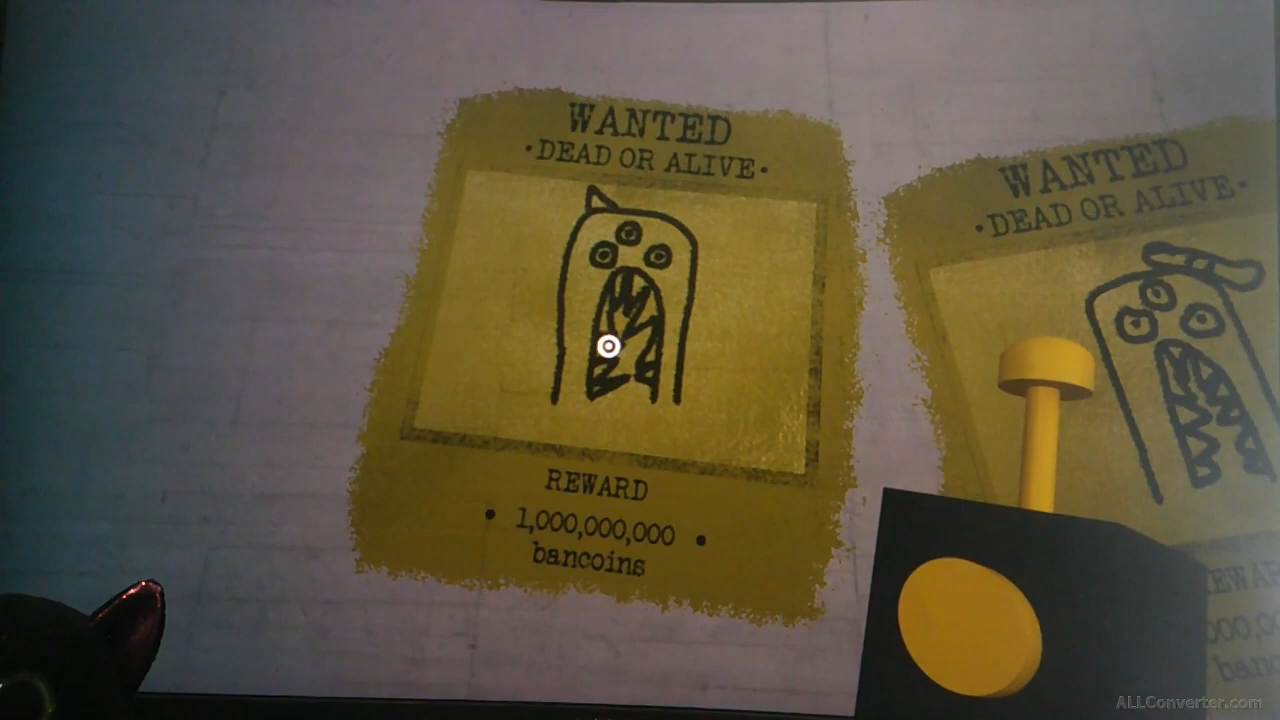 WANTED
·DEAD OR ALIVE·
REWARD
• 1,000,000,000 •
bancoins
WANTED
·DEAD OR ALIVE·
ALLConverter.com